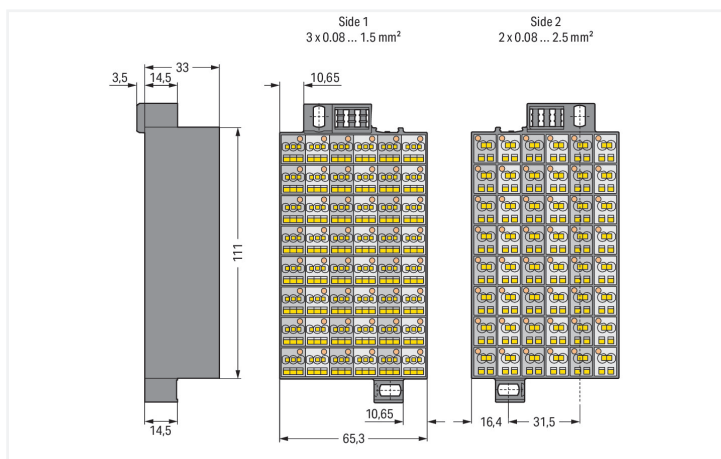 Side 1
3 x 0.08 ... 1.5 mm²
Side 2
2 x 0.08 ... 2.5 mm²
33
3,5
14,5
10,65
111
14,5
10,65
65,3
16,4
31,5